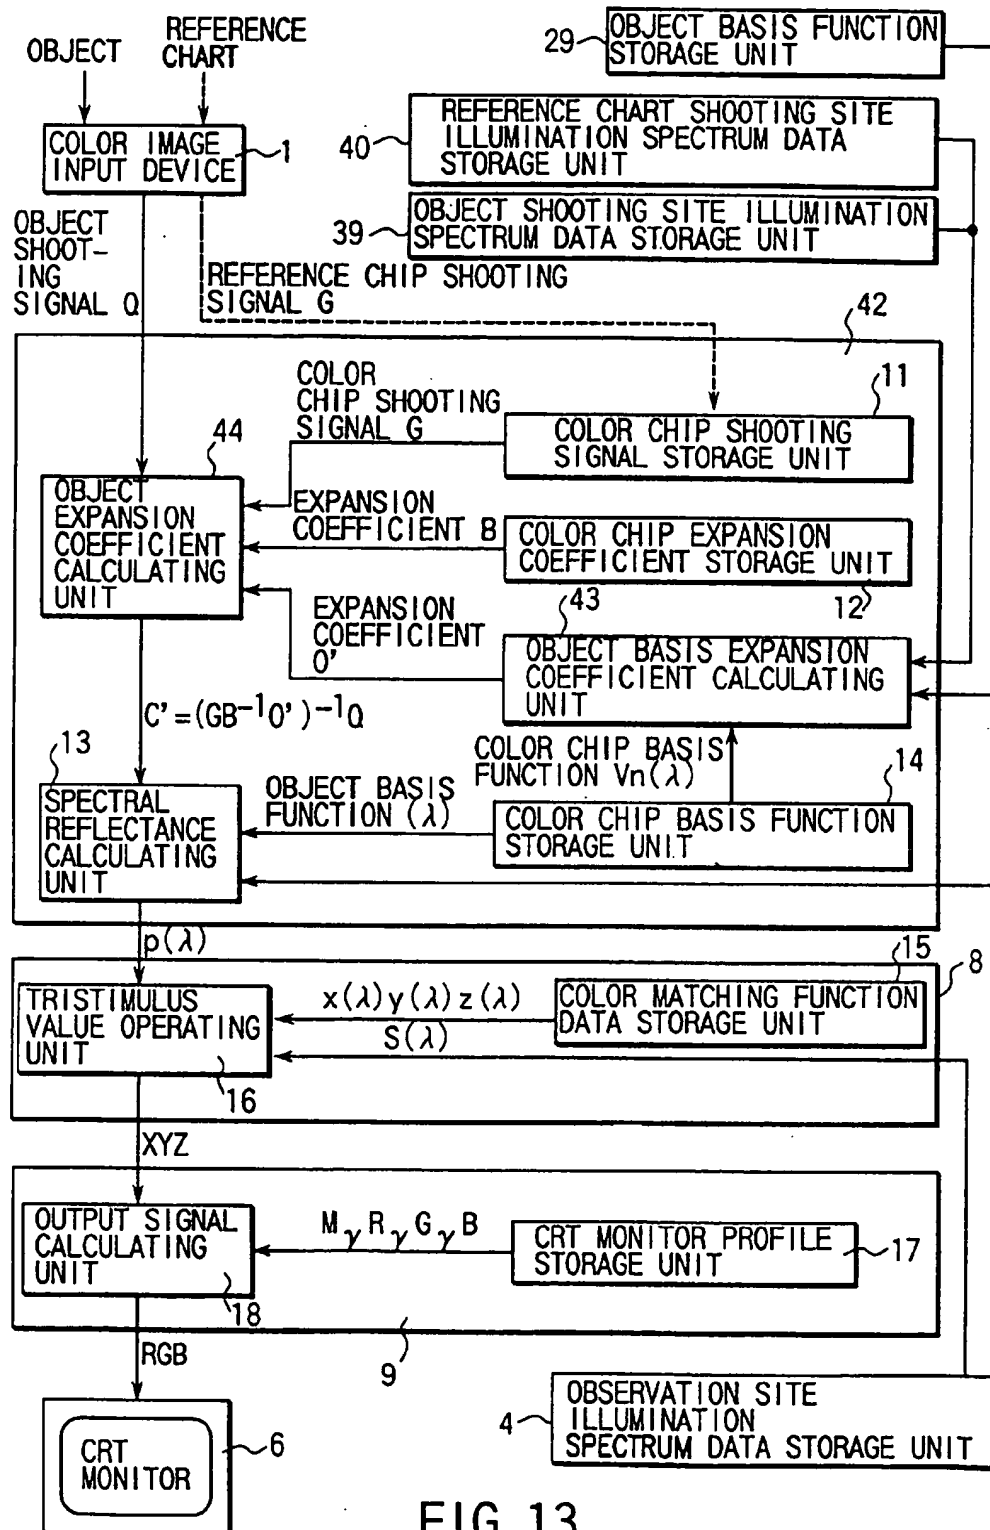 OBJECT
REFERENCE
CHART
29
OBJECT BASIS FUNCTION
STORAGE UNIT
COLOR IMAGE
INPUT DEVICE
1
40
REFERENCE CHART SHOOTING SITE
ILLUMINATION SPECTRUM DATA
STORAGE UNIT
39
OBJECT SHOOTING SITE ILLUMINATION
SPECTRUM DATA STORAGE UNIT
OBJECT
SHOOT-
ING
SIGNAL Q
REFERENCE CHIP SHOOTING
SIGNAL G
42
COLOR
CHIP SHOOTING
SIGNAL G
11
COLOR CHIP SHOOTING
SIGNAL STORAGE UNIT
44
OBJECT
EXPANSION
COEFFICIENT
CALCULATING
UNIT
EXPANSION
COEFFICIENT B
COLOR CHIP EXPANSION
COEFFICIENT STORAGE UNIT
12
43
EXPANSION
COEFFICIENT
O'
OBJECT BASIS EXPANSION
COEFFICIENT CALCULATING
UNIT
C'=(GB-1O')-1Q
COLOR CHIP BASIS
FUNCTION Vn(λ)
13
SPECTRAL
REFLECTANCE
CALCULATING
UNIT
OBJECT BASIS
FUNCTION (λ)
14
COLOR CHIP BASIS FUNCTION
STORAGE UNIT
p(λ)
15
8
TRISTIMULUS
VALUE OPERATING
UNIT
16
x(λ)y(λ)z(λ)
S(λ)
COLOR MATCHING FUNCTION
DATA STORAGE UNIT
XYZ
OUTPUT SIGNAL
CALCULATING
UNIT
18
MγRγGγB
CRT MONITOR PROFILE
STORAGE UNIT
17
9
RGB
CRT
MONITOR
6
4
OBSERVATION SITE
ILLUMINATION
SPECTRUM DATA STORAGE UNIT
FIG.13